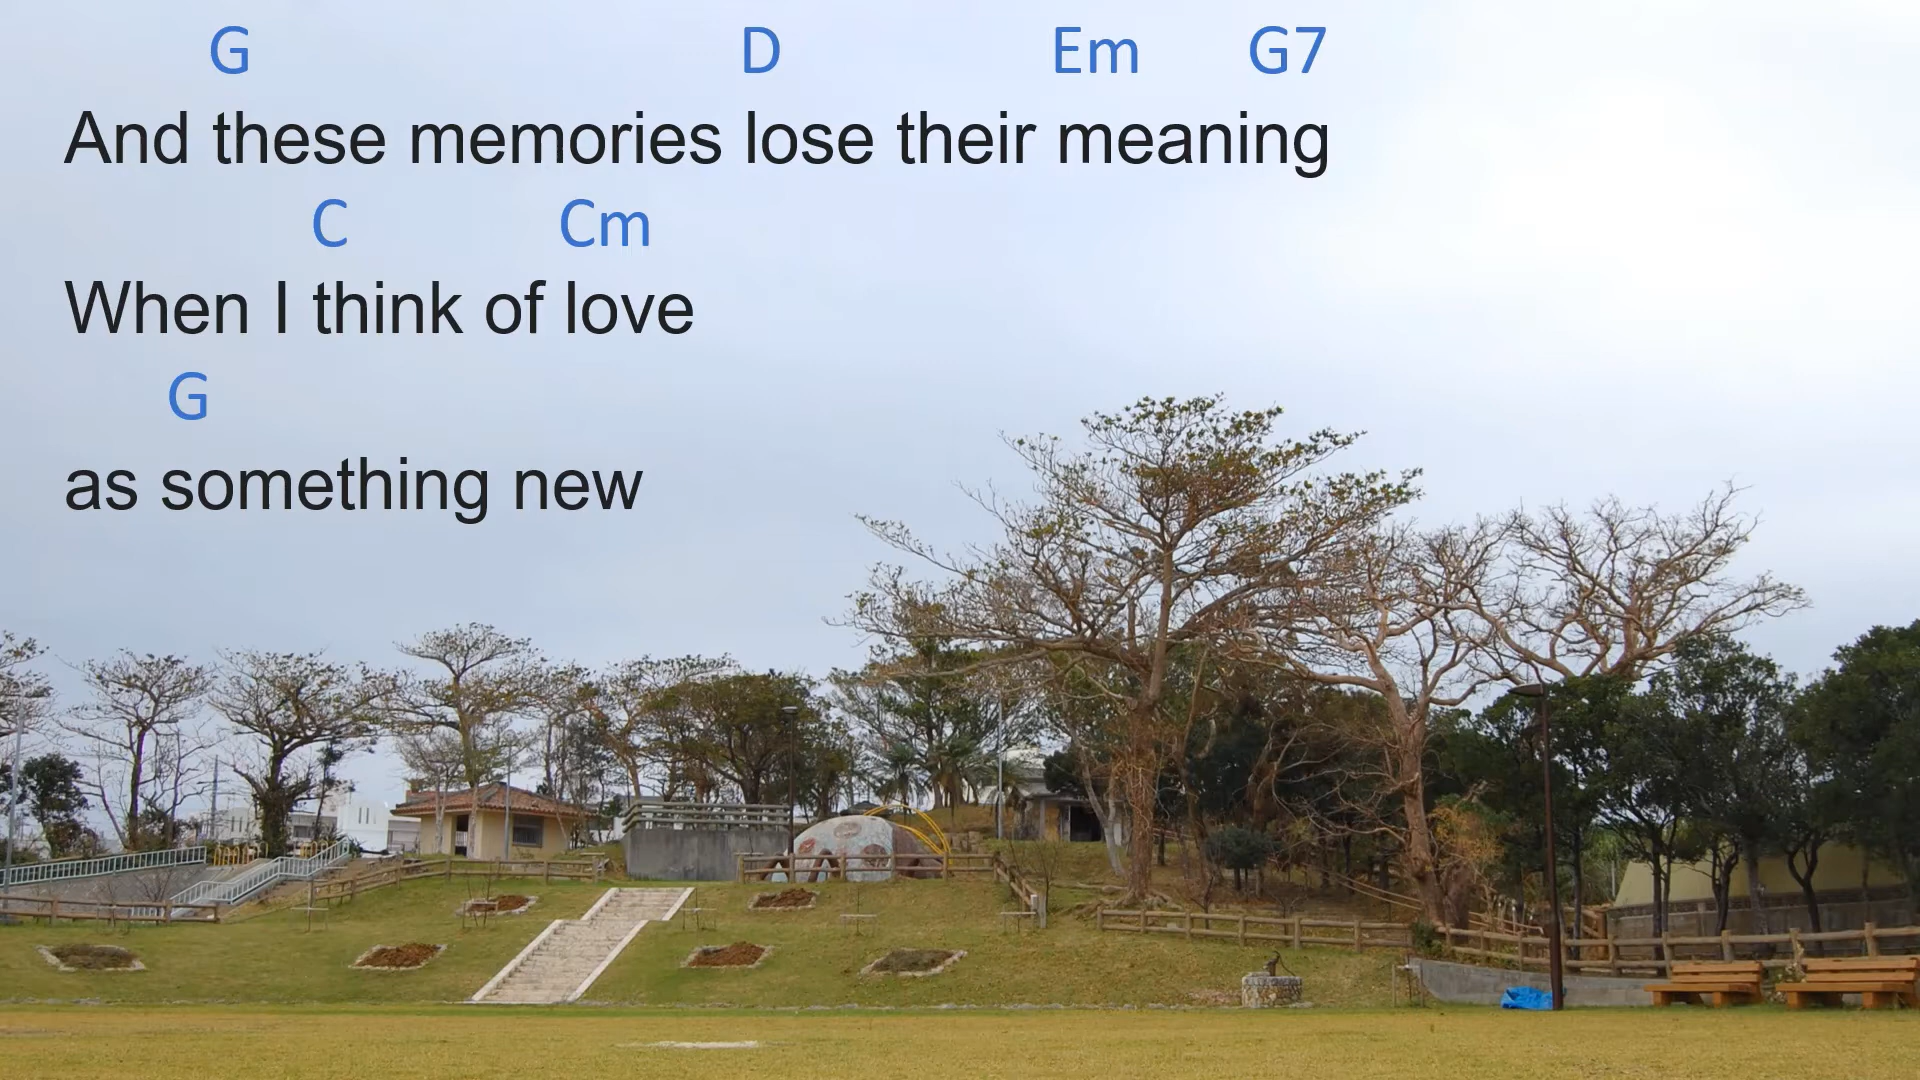 G D Em G7
And these memories lose their meaning
C Cm
When I think of love
G
as something new